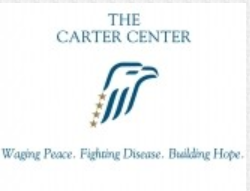 THE
CARTER CENTER
Waging Peace. Fighting Disease. Building Hope.